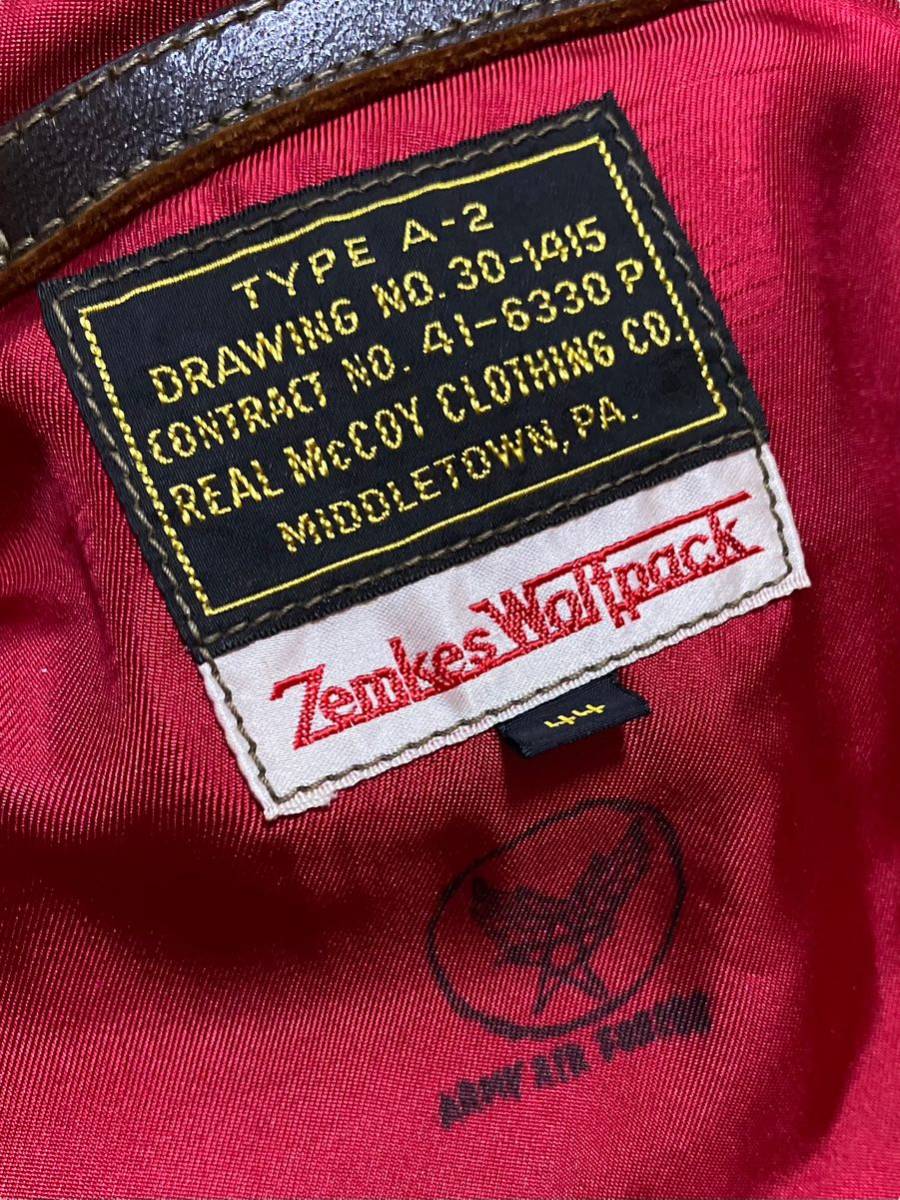 TYPE A-2
DRAWING NO. 30-1415
CONTRACT NO. 41-6330 P
REAL McCOY CLOTHING CO.
MIDDLETOWN, PA.
Zemkes Wolfpack
44
ARMY AIR FORCES